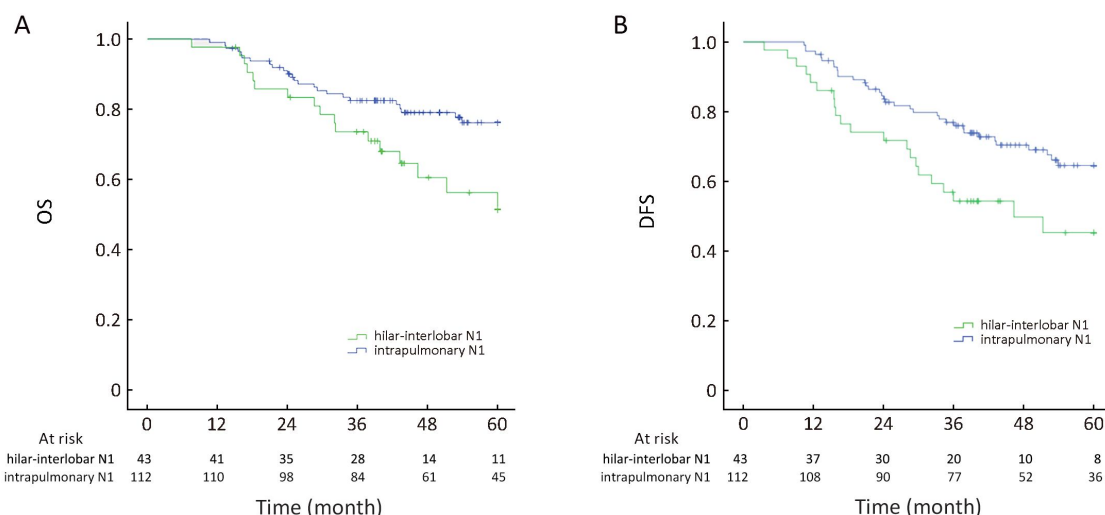 A
OS
1.0
0.8
0.6
0.4
0.2
0
hilar-interlobar N1
intrapulmonary N1
0 12 24 36 48 60
At risk
hilar-interlobar N1 43 41 35 28 14 11
intrapulmonary N1 112 110 98 84 61 45
Time (month)
B
DFS
1.0
0.8
0.6
0.4
0.2
0
hilar-interlobar N1
intrapulmonary N1
0 12 24 36 48 60
At risk
hilar-interlobar N1 43 37 30 20 10 8
intrapulmonary N1 112 108 90 77 52 36
Time (month)